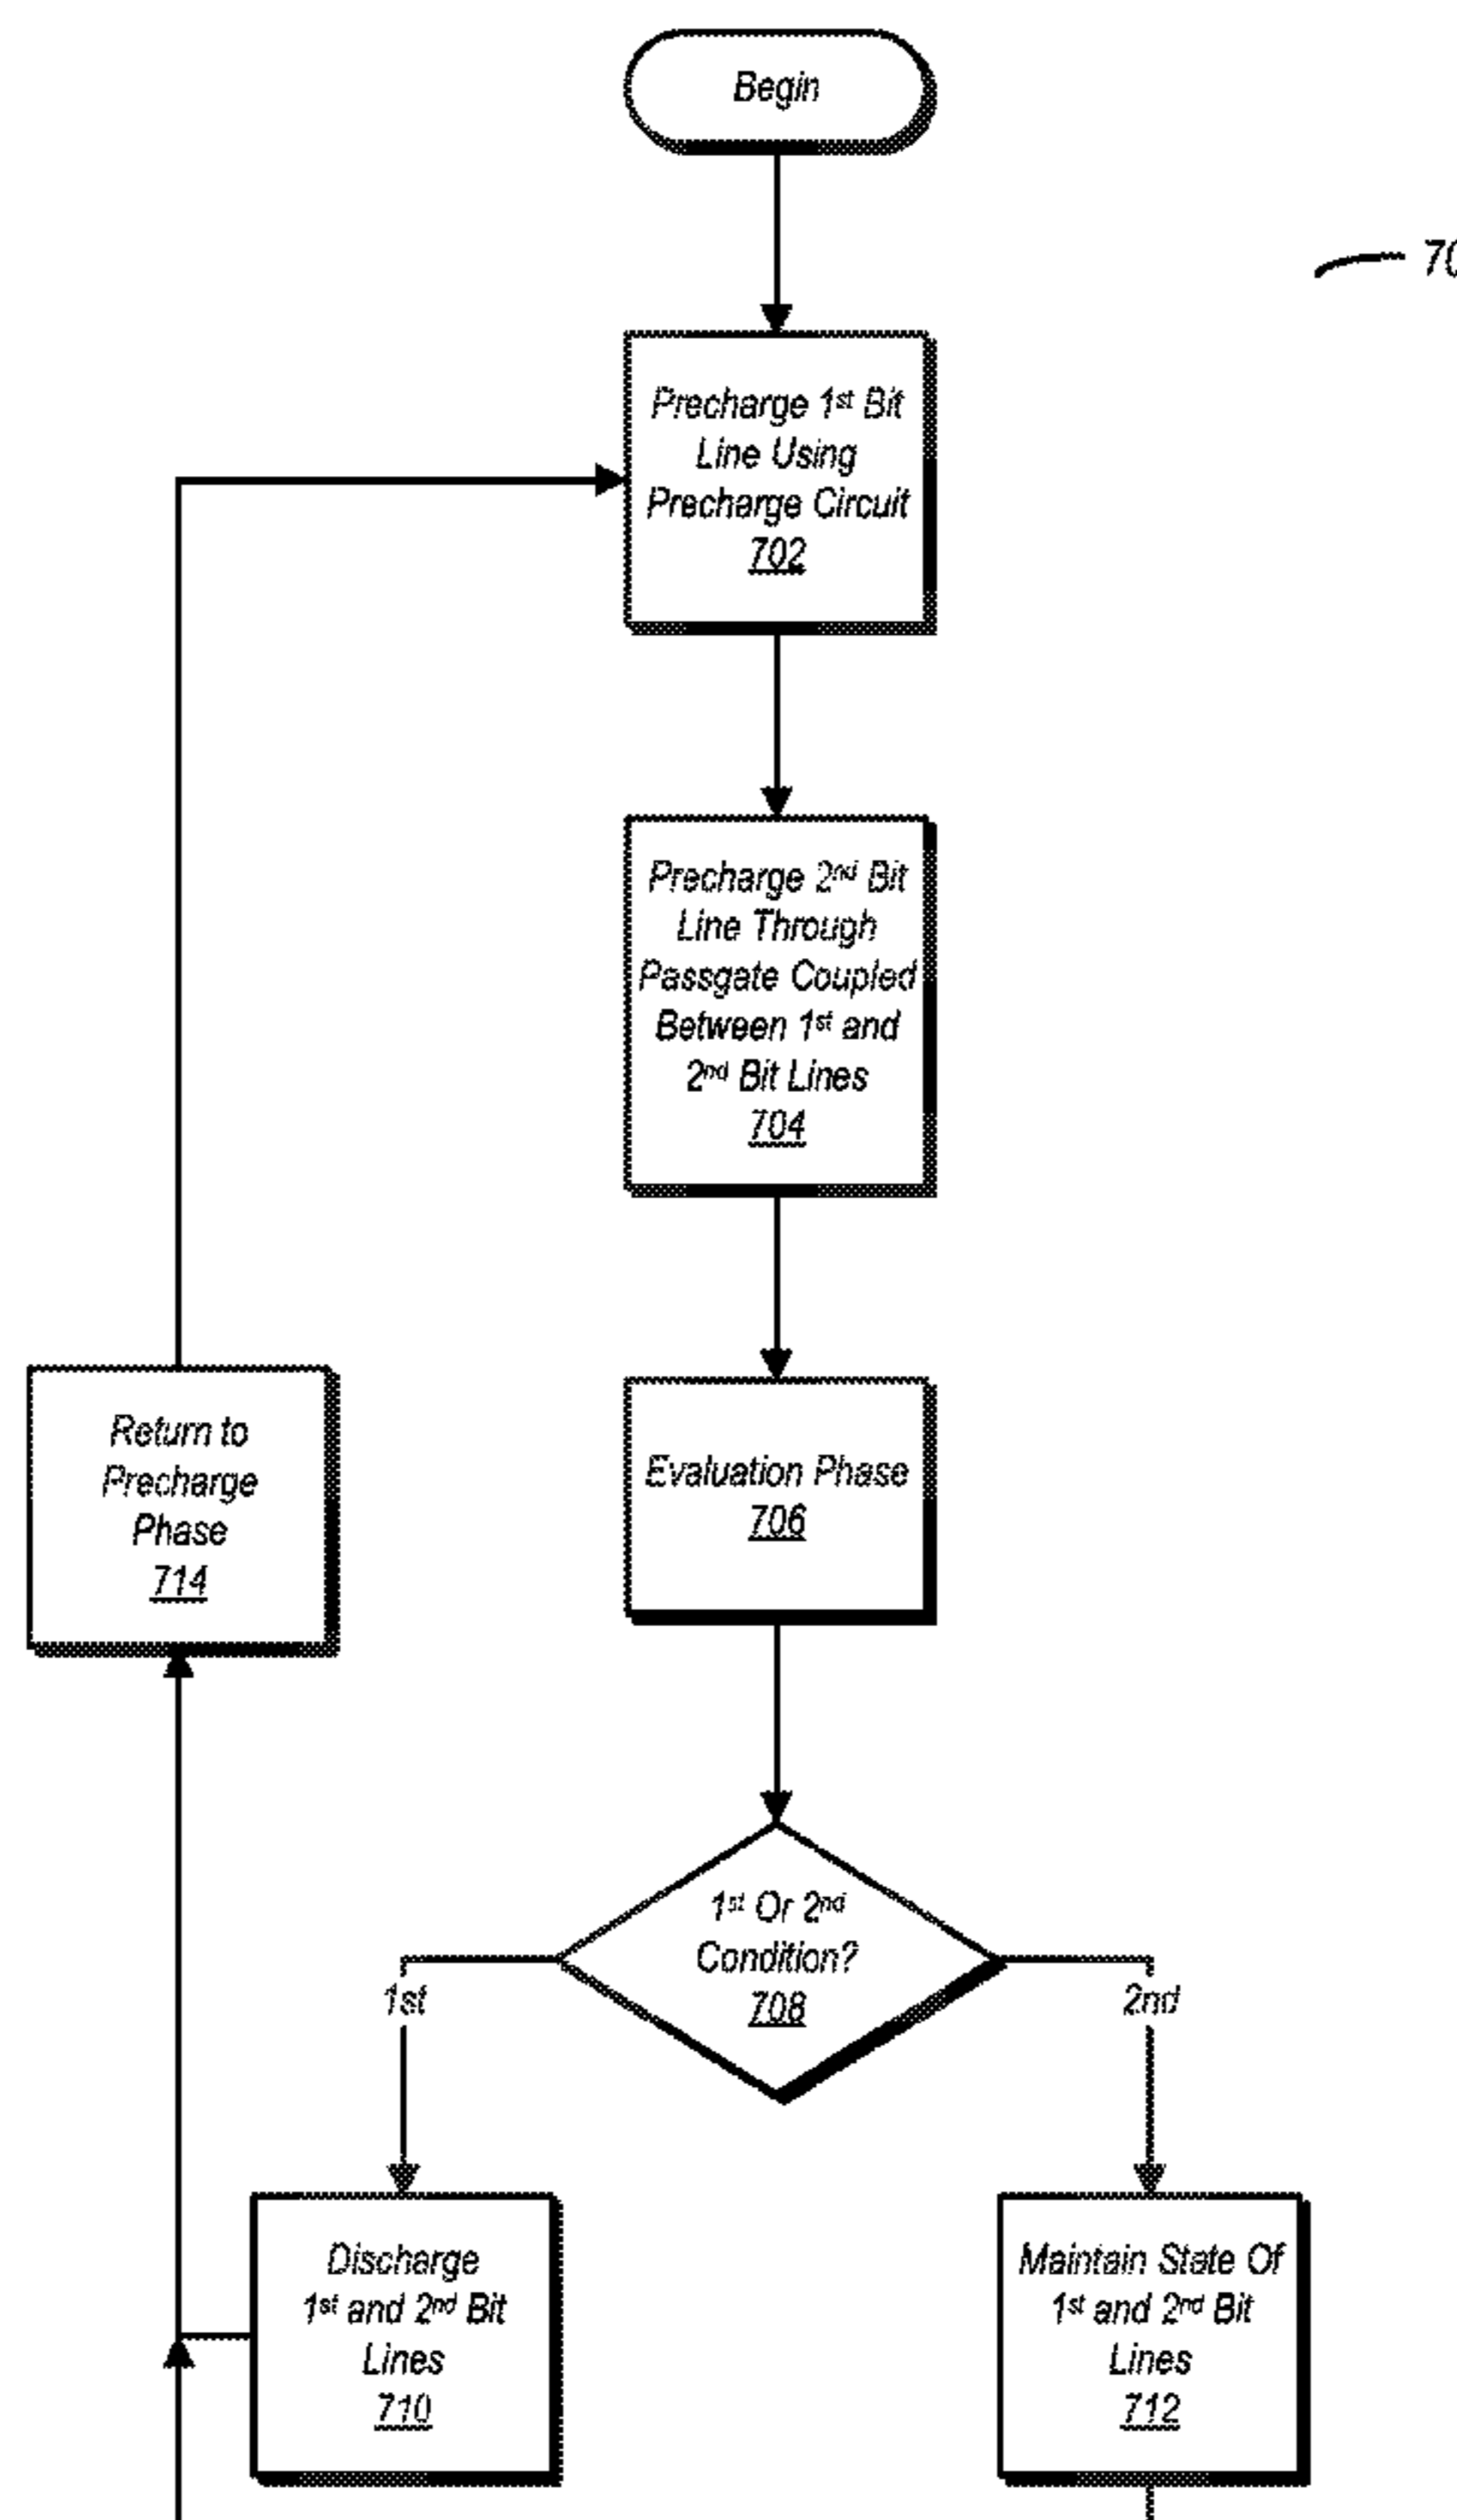 Begin
70
Precharge 1st Bit
Line Using
Precharge Circuit
702
Precharge 2nd Bit
Line Through
Passgate Coupled
Between 1st and
2nd Bit Lines
704
Return to
Precharge
Phase
714
Evaluation Phase
706
1st Or 2nd
Condition?
708
1st
2nd
Discharge
1st and 2nd Bit
Lines
710
Maintain State Of
1st and 2nd Bit
Lines
712